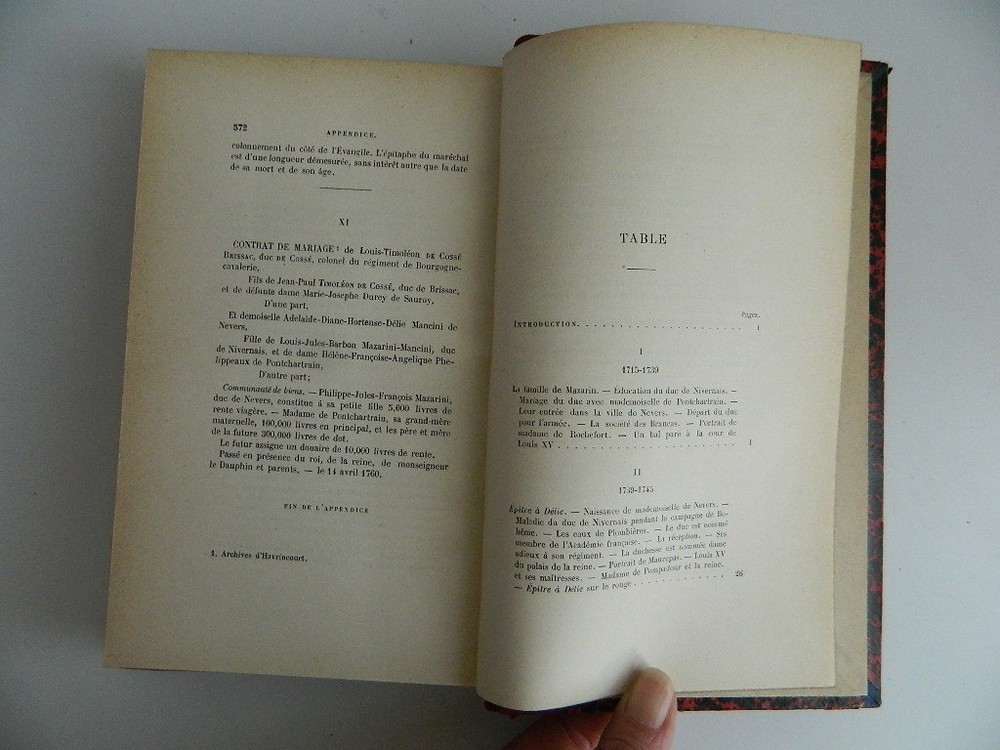 572
APPENDICE.
colonnement du côté de l'Évangile. L'épitaphe du maréchal
est d'une longueur démesurée, sans intérêt autre que la date
de sa mort et de son âge.
XI
CONTRAT DE MARIAGE¹ de Louis-Timoléon DE COSSÉ
BRISSAC, duc DE COSSÉ, colonel du régiment de Bourgogne-
cavalerie,
Fils de Jean-Paul TIMOLÉON DE COSSÉ, duc de Brissac,
et de défunte dame Marie-Josephe Durey de Sauroy,
D'une part,
Et demoiselle Adelaïde-Diane-Hortense-Délie Mancini de
Nevers,
Fille de Louis-Jules-Barbon Mazarini-Mancini, duc
de Nivernais, et de dame Hélène-Françoise-Angelique Phe-
lippeaux de Pontchartrain,
D'autre part;
Communauté de biens. — Philippe-Jules-François Mazarini,
duc de Nevers, constitue à sa petite fille 5,000 livres de
rente viagère. — Madame de Pontchartrain, sa grand-mère
maternelle, 100,000 livres en principal, et les père et mère
de la future 300,000 livres de dot.
Le futur assigne un douaire de 10,000 livres de rente.
Passé en présence du roi, de la reine, de monseigneur
le Dauphin et parents. — le 14 avril 1760.
FIN DE L'APPENDICE
1. Archives d'Havrincourt.
TABLE
Pages.
INTRODUCTION. . . . . . . . . . . . . . . . . . . . . . I
I
1715-1739
La famille de Mazarin. — Éducation du duc de Nivernais. —
Mariage du duc avec mademoiselle de Pontchartrain. —
Leur entrée dans la ville de Nevers. — Départ du duc
pour l'armée. — La société des Brancas. — Portrait de
madame de Rochefort. — Un bal paré à la cour de
Louis XV . . . . . . . . . . . . . . . . . . . . . 1
II
1739-1745
Épître à Délie. — Naissance de mademoiselle de Nevers. —
Maladie du duc de Nivernais pendant la campagne de Bo-
hême. — Les eaux de Plombières. — Le duc est nommé
membre de l'Académie française. — La réception. — Ses
adieux à son régiment. — La duchesse est nommée dame
du palais de la reine. — Portrait de Maurepas. — Louis XV
et ses maîtresses. — Madame de Pompadour et la reine.
— Épître à Délie sur le rouge . . . . . . . . . . . . 26